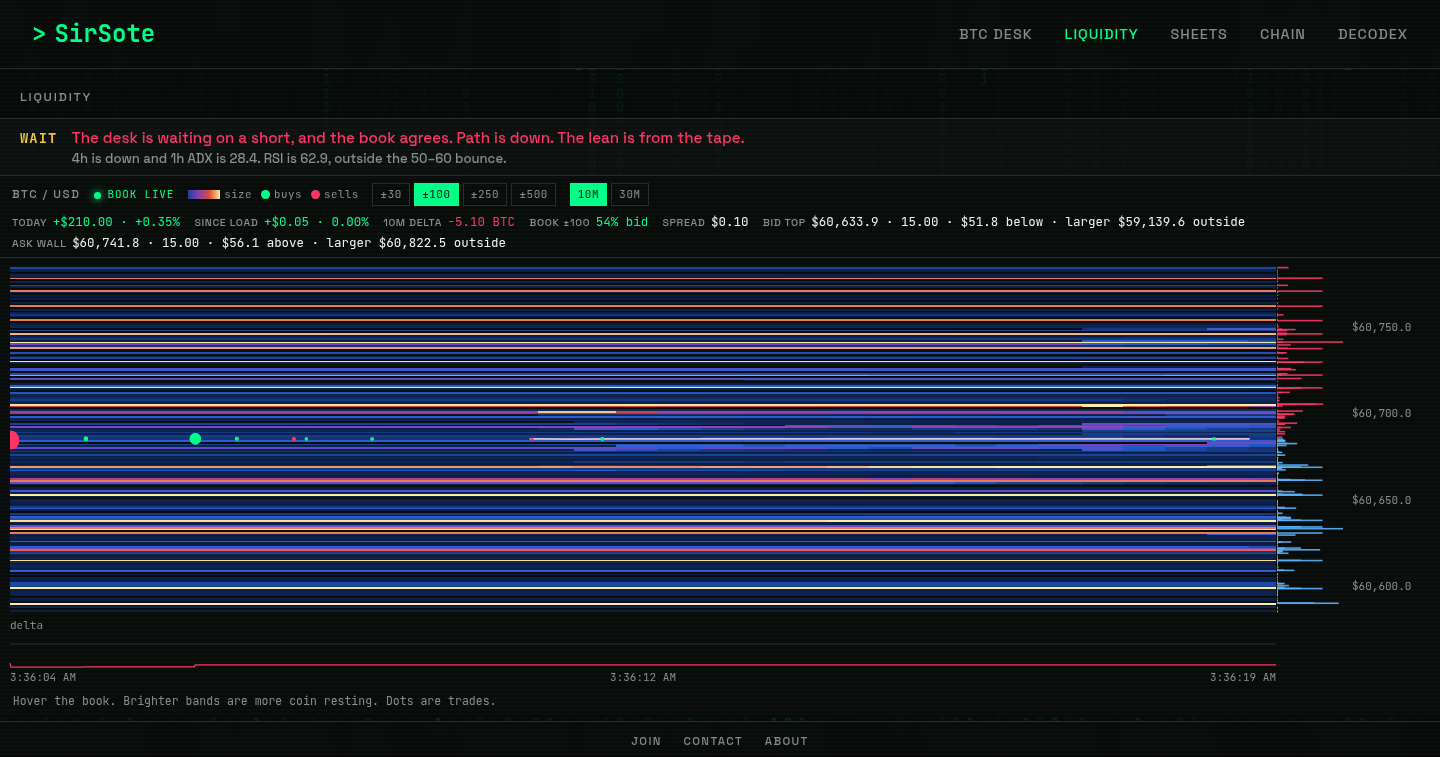 > SirSote
BTC DESK LIQUIDITY SHEETS CHAIN DECODEX
LIQUIDITY
WAIT The desk is waiting on a short, and the book agrees. Path is down. The lean is from the tape.
4h is down and 1h ADX is 28.4. RSI is 62.9, outside the 50–60 bounce.
BTC / USD BOOK LIVE size buys sells ±30 ±100 ±250 ±500 10M 30M
TODAY +$210.00 · +0.35% SINCE LOAD +$0.05 · 0.00% 10M DELTA -5.10 BTC BOOK ±100 54% bid SPREAD $0.10 BID TOP $60,633.9 · 15.00 · $51.8 below · larger $59,139.6 outside
ASK WALL $60,741.8 · 15.00 · $56.1 above · larger $60,822.5 outside
$60,750.0
$60,700.0
$60,650.0
$60,600.0
delta
3:36:04 AM 3:36:12 AM 3:36:19 AM
Hover the book. Brighter bands are more coin resting. Dots are trades.
JOIN CONTACT ABOUT